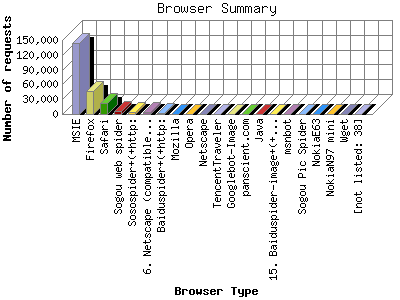 Browser Summary
Number of requests
150,000
120,000
90,000
60,000
30,000
0
MSIE
Firefox
Safari
Sogou web spider
Sosospider+(+http:
6. Netscape (compatible...
Baiduspider+(+http:
Mozilla
Opera
Netscape
TencentTraveler
Googlebot-Image
panscient.com
Java
15. Baiduspider-image+(+...
msnbot
Sogou Pic Spider
NokiaE63
NokiaN97 mini
Wget
[not listed: 38]
Browser Type